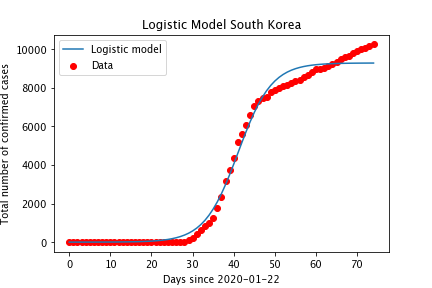 Logistic Model South Korea
Total number of confirmed cases
10000
8000
6000
4000
2000
0
Logistic model
Data
0 10 20 30 40 50 60 70
Days since 2020-01-22